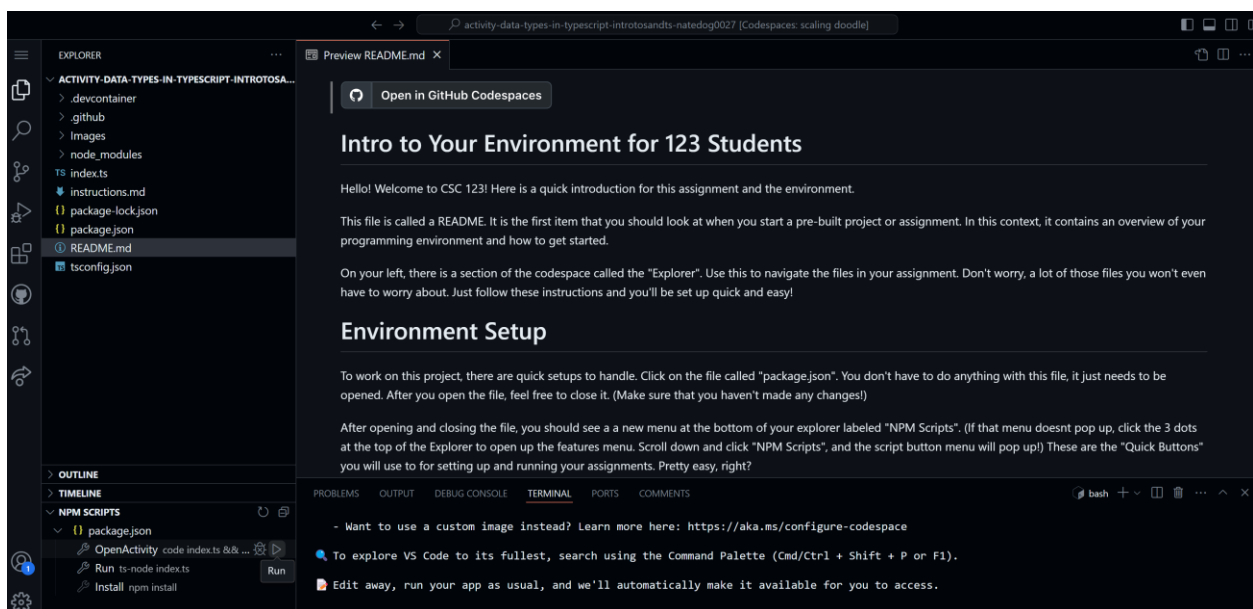 activity-data-types-in-typescript-introtosandts-natedog0027 [Codespaces: scaling doodle]
EXPLORER
ACTIVITY-DATA-TYPES-IN-TYPESCRIPT-INTROTOSA...
.devcontainer
.github
Images
node_modules
TS index.ts
instructions.md
{} package-lock.json
{} package.json
README.md
TS tsconfig.json
OUTLINE
TIMELINE
NPM SCRIPTS
{} package.json
OpenActivity code index.ts && ...
Run ts-node index.ts
Run
Install npm install
1
Preview README.md
Open in GitHub Codespaces
Intro to Your Environment for 123 Students
Hello! Welcome to CSC 123! Here is a quick introduction for this assignment and the environment.
This file is called a README. It is the first item that you should look at when you start a pre-built project or assignment. In this context, it contains an overview of your
programming environment and how to get started.
On your left, there is a section of the codespace called the "Explorer". Use this to navigate the files in your assignment. Don't worry, a lot of those files you won't even
have to worry about. Just follow these instructions and you'll be set up quick and easy!
Environment Setup
To work on this project, there are quick setups to handle. Click on the file called "package.json". You don't have to do anything with this file, it just needs to be
opened. After you open the file, feel free to close it. (Make sure that you haven't made any changes!)
After opening and closing the file, you should see a a new menu at the bottom of your explorer labeled "NPM Scripts". (If that menu doesnt pop up, click the 3 dots
at the top of the Explorer to open up the features menu. Scroll down and click "NPM Scripts", and the script button menu will pop up!) These are the "Quick Buttons"
you will use to for setting up and running your assignments. Pretty easy, right?
PROBLEMS OUTPUT DEBUG CONSOLE TERMINAL PORTS COMMENTS
bash
- Want to use a custom image instead? Learn more here: https://aka.ms/configure-codespace
To explore VS Code to its fullest, search using the Command Palette (Cmd/Ctrl + Shift + P or F1).
Edit away, run your app as usual, and we'll automatically make it available for you to access.